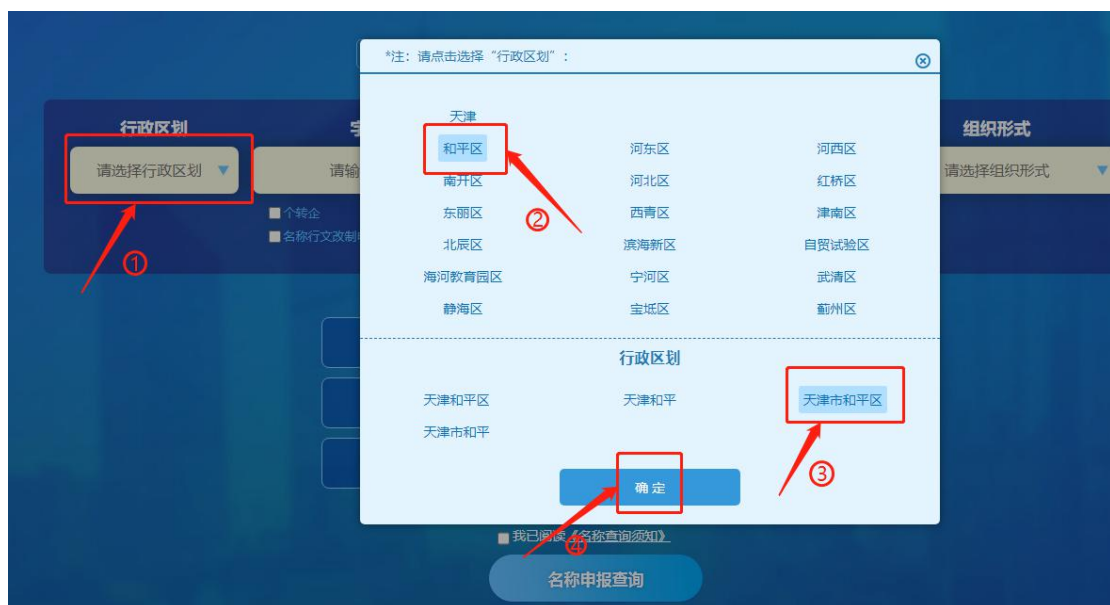 *注：请点击选择“行政区划”：
天津
行政区划
组织形式
和平区 河东区 河西区
请选择行政区划 请输 请选择组织形式
南开区 河北区 红桥区
个转企
东丽区 西青区 津南区
②
名称行文改制
北辰区 滨海新区 自贸试验区
①
海河教育园区 宁河区 武清区
静海区 宝坻区 蓟州区
行政区划
天津和平区 天津和平 天津市和平区
天津市和平
③
确定
我已阅读《名称查询须知》
④
名称申报查询